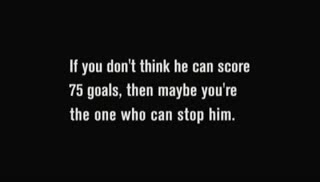 If you don't think he can score
75 goals, then maybe you're
the one who can stop him.